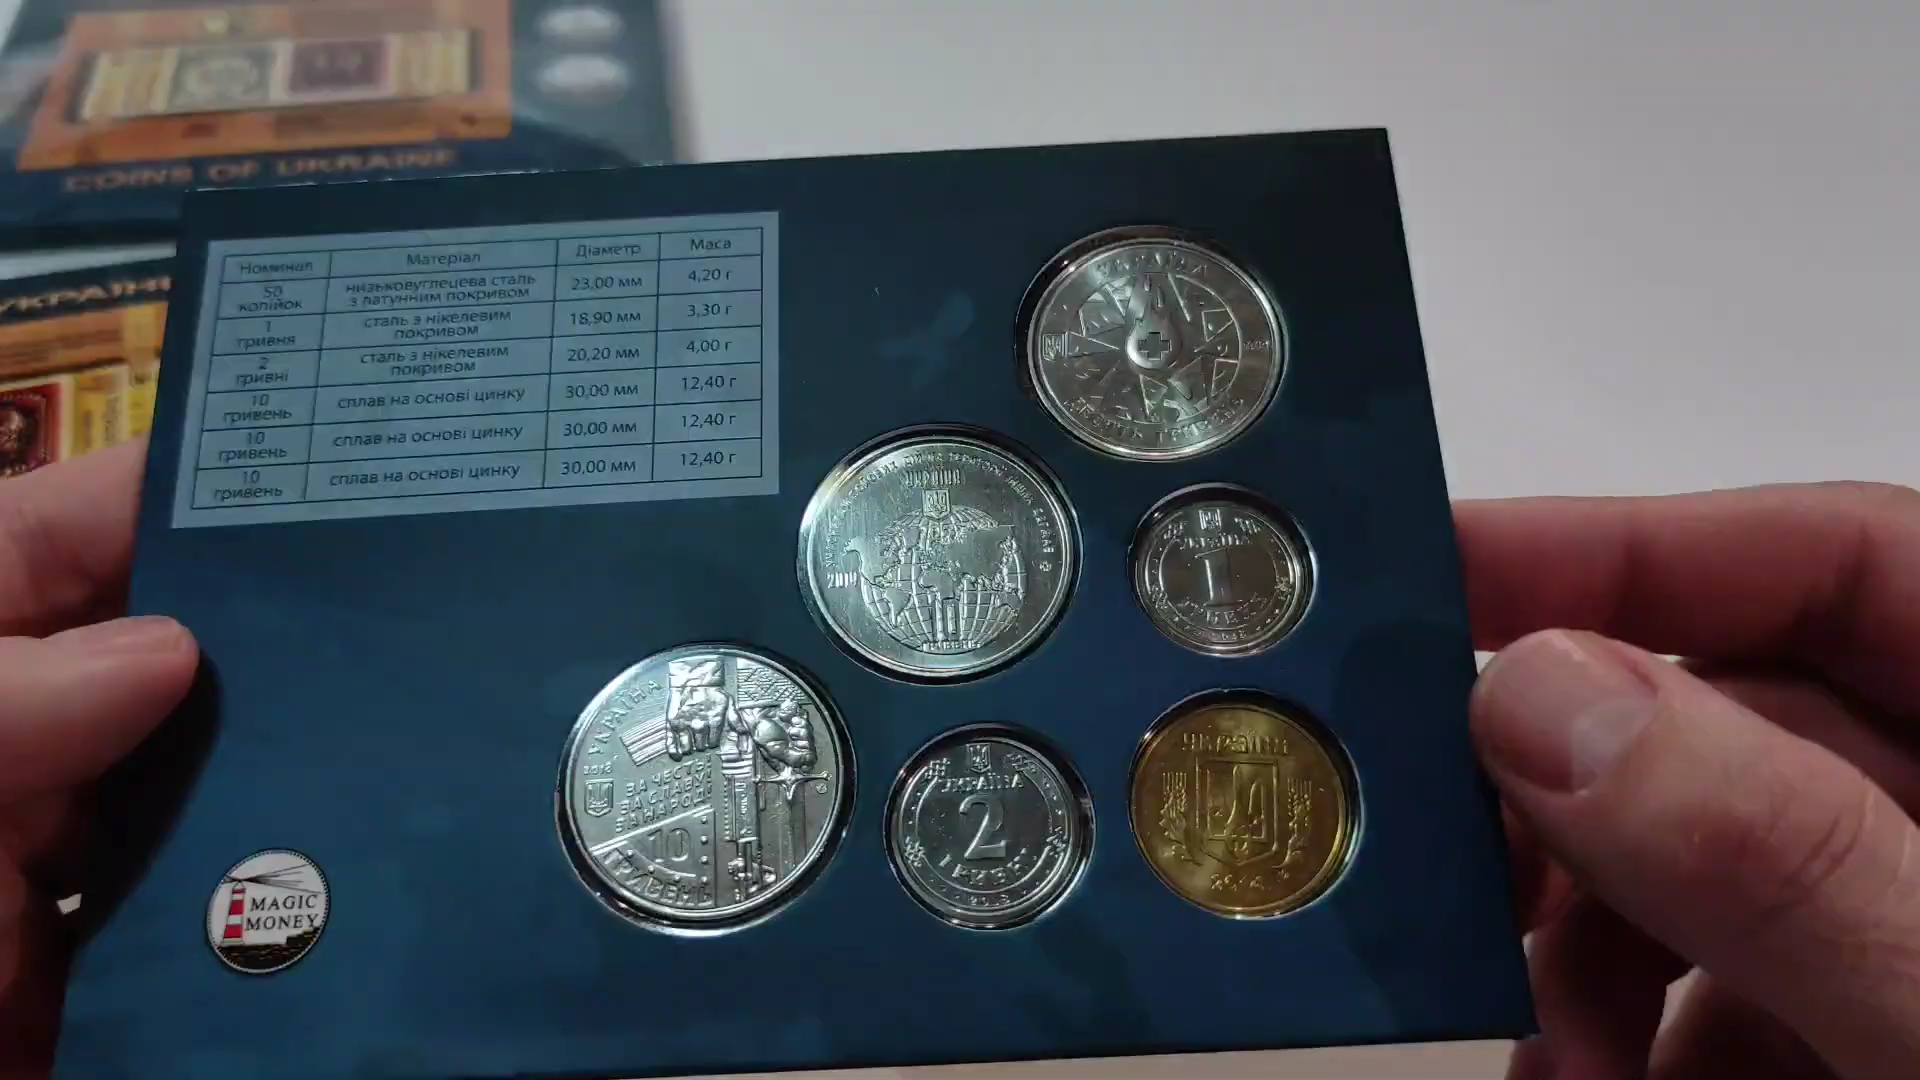 COINS OF UKRAINE
Номінал Матеріал Діаметр Маса
50 копійок низьковуглецева сталь з латунним покривом 23,00 мм 4,20 г
1 гривня сталь з нікелевим покривом 18,90 мм 3,30 г
2 гривні сталь з нікелевим покривом 20,20 мм 4,00 г
10 гривень сплав на основі цинку 30,00 мм 12,40 г
10 гривень сплав на основі цинку 30,00 мм 12,40 г
10 гривень сплав на основі цинку 30,00 мм 12,40 г
УКРАЇНА
ДЕСЯТЬ ГРИВЕНЬ
УКРАЇНА
2019
10
ГРИВЕНЬ
УКРАЇНА
1
ГРИВНЯ
2018
УКРАЇНА
2018
ЗА ЧЕСТЬ!
ЗА СЛАВУ!
ЗА НАРОД!
10
ГРИВЕНЬ
УКРАЇНА
2
ГРИВНІ
2018
УКРАЇНА
MAGIC
MONEY